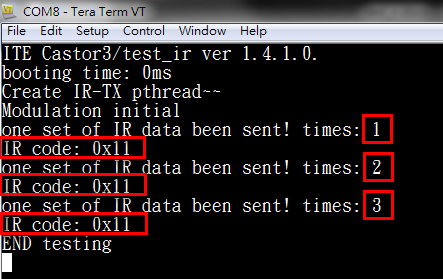 COM8 - Tera Term VT
File Edit Setup Control Window Help
ITE Castor3/test_ir ver 1.4.1.0.
booting time: 0ms
Create IR-TX pthread~~
Modulation initial
one set of IR data been sent! times: 1
IR code: 0x11
one set of IR data been sent! times: 2
IR code: 0x11
one set of IR data been sent! times: 3
IR code: 0x11
END testing